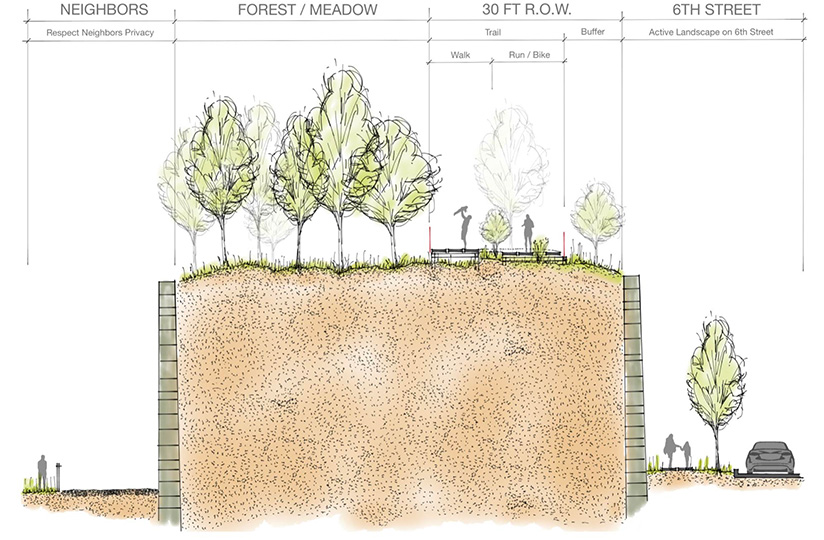 NEIGHBORS
FOREST / MEADOW
30 FT R.O.W.
6TH STREET
Respect Neighbors Privacy
Trail
Buffer
Active Landscape on 6th Street
Walk
Run / Bike